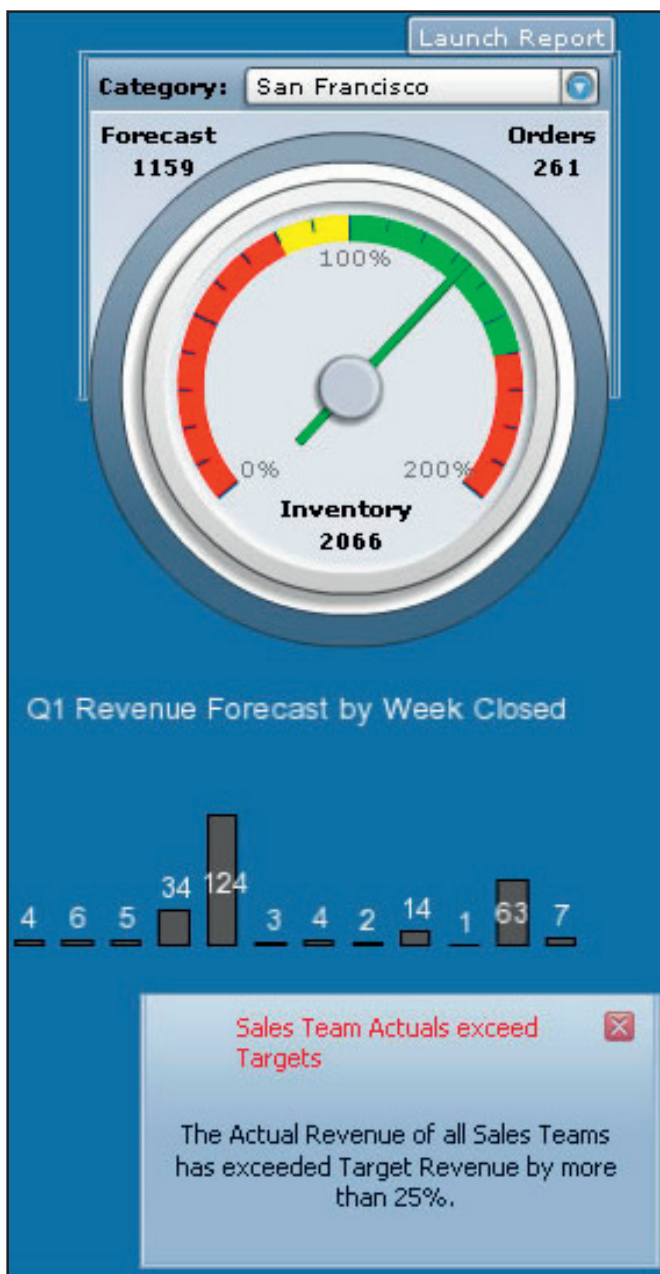 Launch Report
Category: San Francisco
Forecast Orders
1159 261
100%
0% 200%
Inventory
2066
Q1 Revenue Forecast by Week Closed
4 6 5 34 124 3 4 2 14 1 63 7
Sales Team Actuals exceed
Targets
The Actual Revenue of all Sales Teams
has exceeded Target Revenue by more
than 25%.